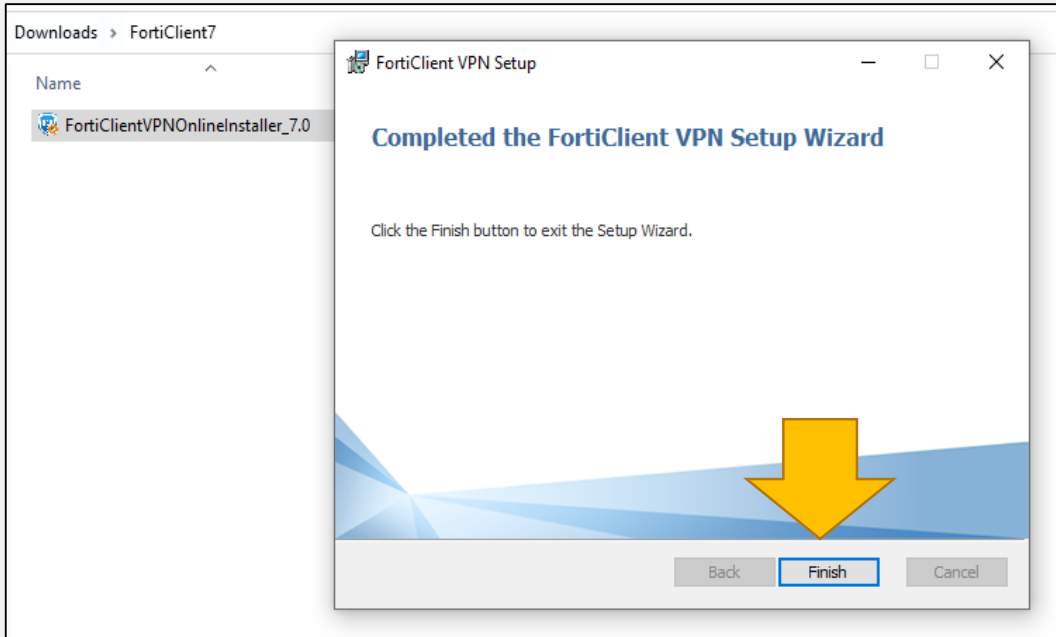 Downloads > FortiClient7
Name
FortiClientVPNOnlineInstaller_7.0
FortiClient VPN Setup
Completed the FortiClient VPN Setup Wizard
Click the Finish button to exit the Setup Wizard.
Back Finish Cancel